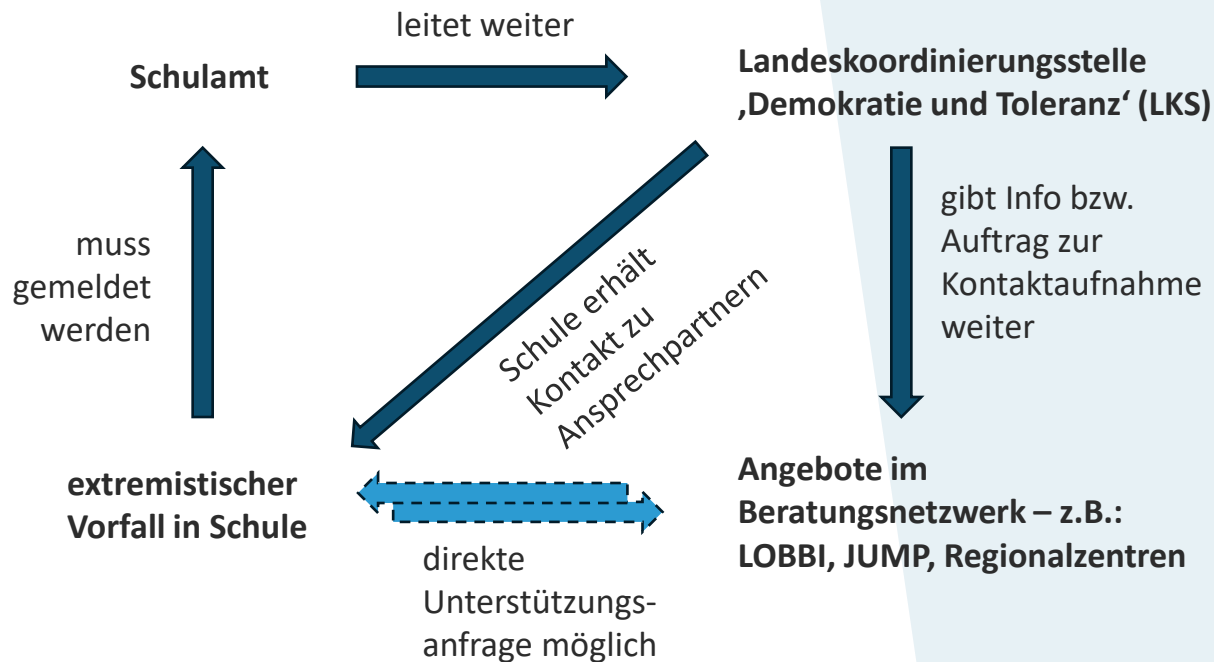 leitet weiter
Schulamt
Landeskoordinierungsstelle
‚Demokratie und Toleranz‘ (LKS)
muss
gemeldet
werden
Schule erhält
Kontakt zu
Ansprechpartnern
gibt Info bzw.
Auftrag zur
Kontaktaufnahme
weiter
extremistischer
Vorfall in Schule
direkte
Unterstützungs-
anfrage möglich
Angebote im
Beratungsnetzwerk – z.B.:
LOBBI, JUMP, Regionalzentren